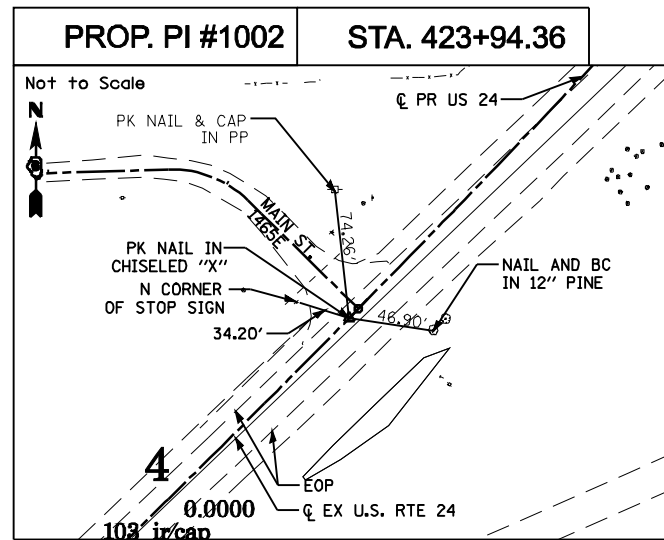 PROP. PI #1002
STA. 423+94.36
Not to Scale
N
℄ PR US 24
PK NAIL & CAP
IN PP
MAIN ST.
1465E
74.26'
PK NAIL IN
CHISELED "X"
N CORNER
OF STOP SIGN
34.20'
46.90'
NAIL AND BC
IN 12" PINE
4
EOP
0.0000
℄ EX U.S. RTE 24
103 ir/cap